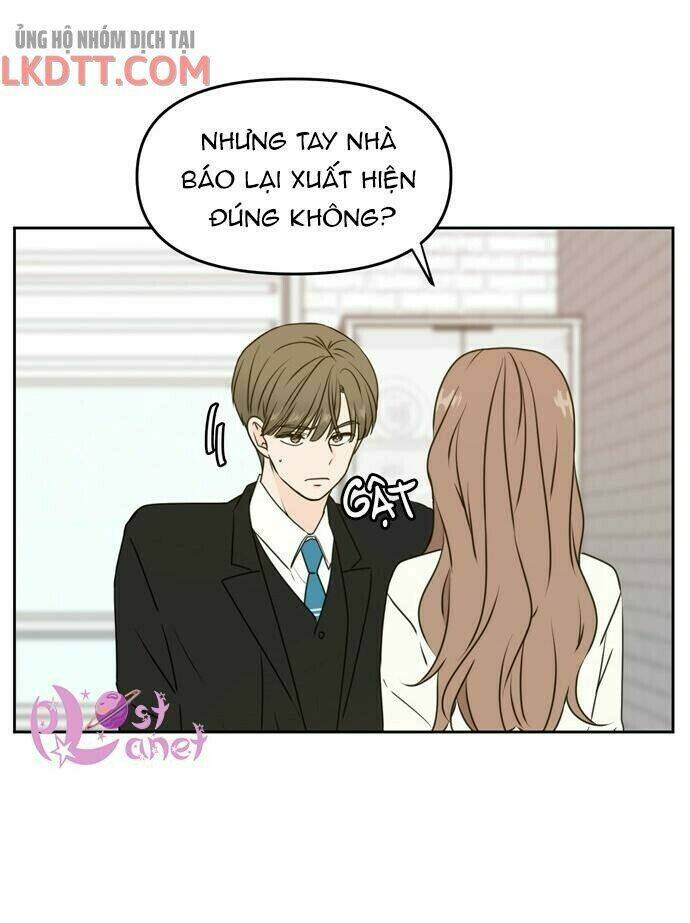 ỦNG HỘ NHÓM DỊCH TẠI
LKDTT.COM
NHƯNG TAY NHÀ
BÁO LẠI XUẤT HIỆN
ĐÚNG KHÔNG?
GẬT
Lost
Planet